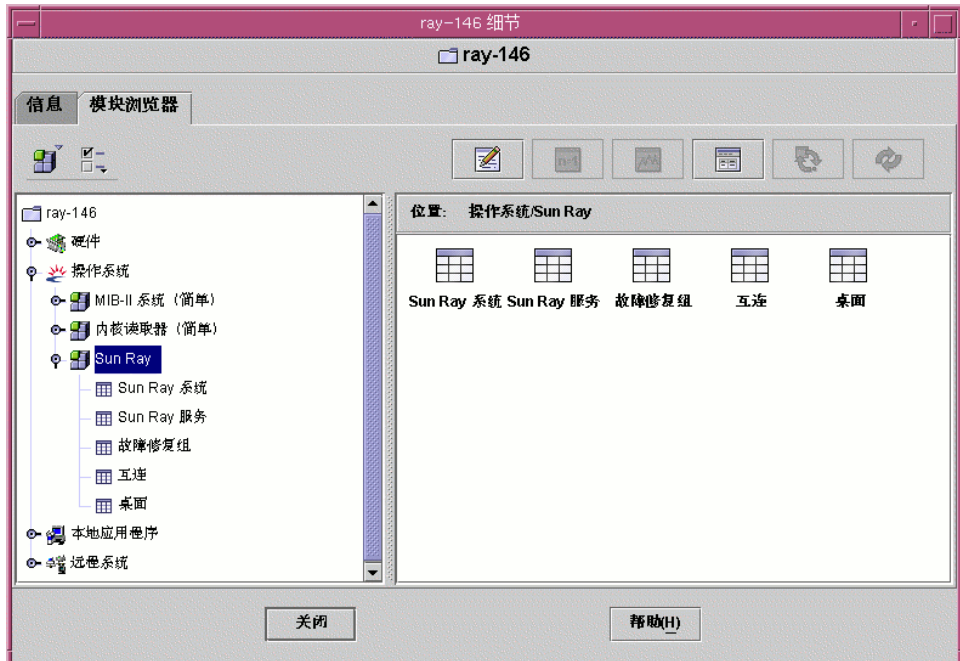 ray-146 细节
ray-146
信息 模块浏览器
ray-146
硬件
操作系统
MIB-II 系统（简单）
内核读取器（简单）
Sun Ray
Sun Ray 系统
Sun Ray 服务
故障修复组
互连
桌面
本地应用程序
远程系统
位置: 操作系统/Sun Ray
Sun Ray 系统 Sun Ray 服务 故障修复组 互连 桌面
关闭 帮助(H)